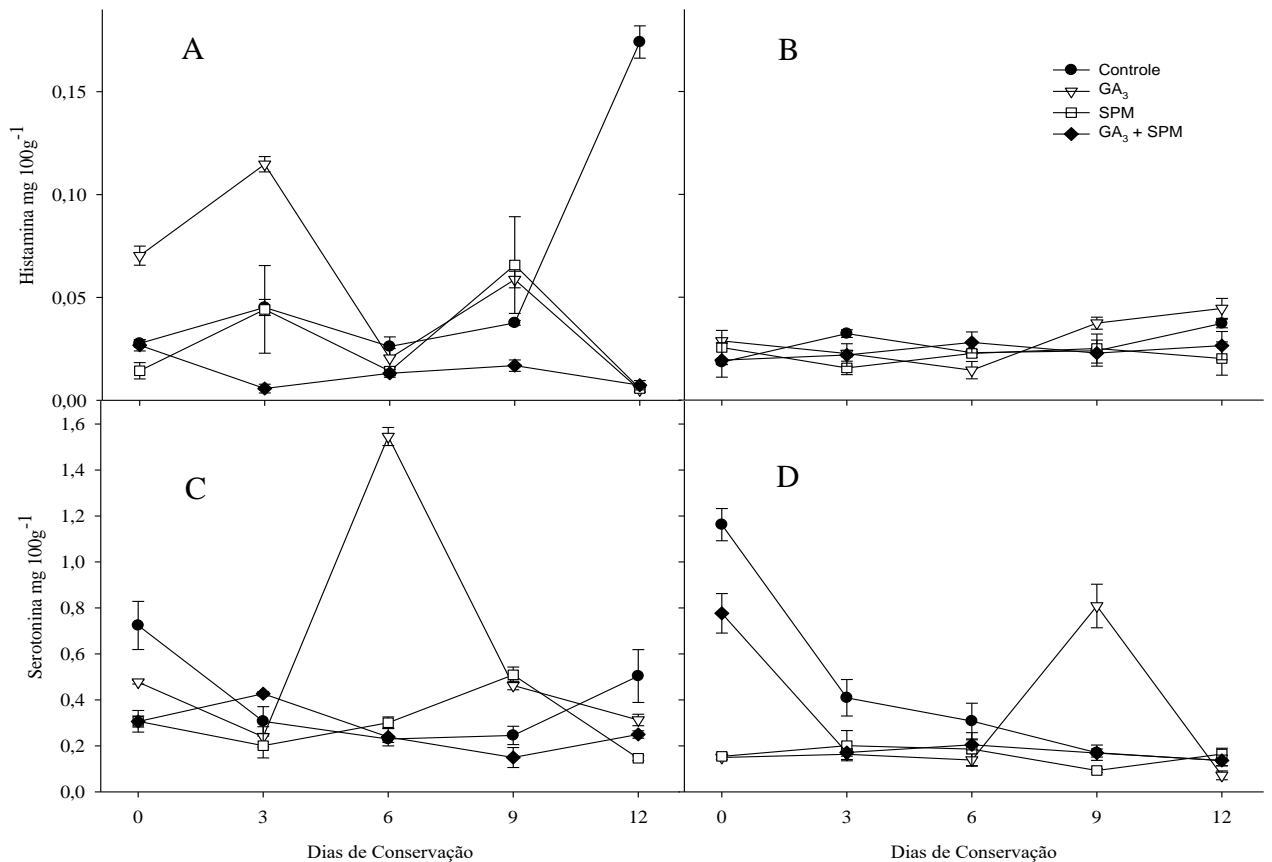 A
B
Controle
GA3
SPM
GA3 + SPM
Histamina mg 100g-1
0,15
0,10
0,05
0,00
C
D
Serotonina mg 100g-1
1,6
1,4
1,2
1,0
0,8
0,6
0,4
0,2
0,0
0 3 6 9 12
0 3 6 9 12
Dias de Conservação
Dias de Conservação